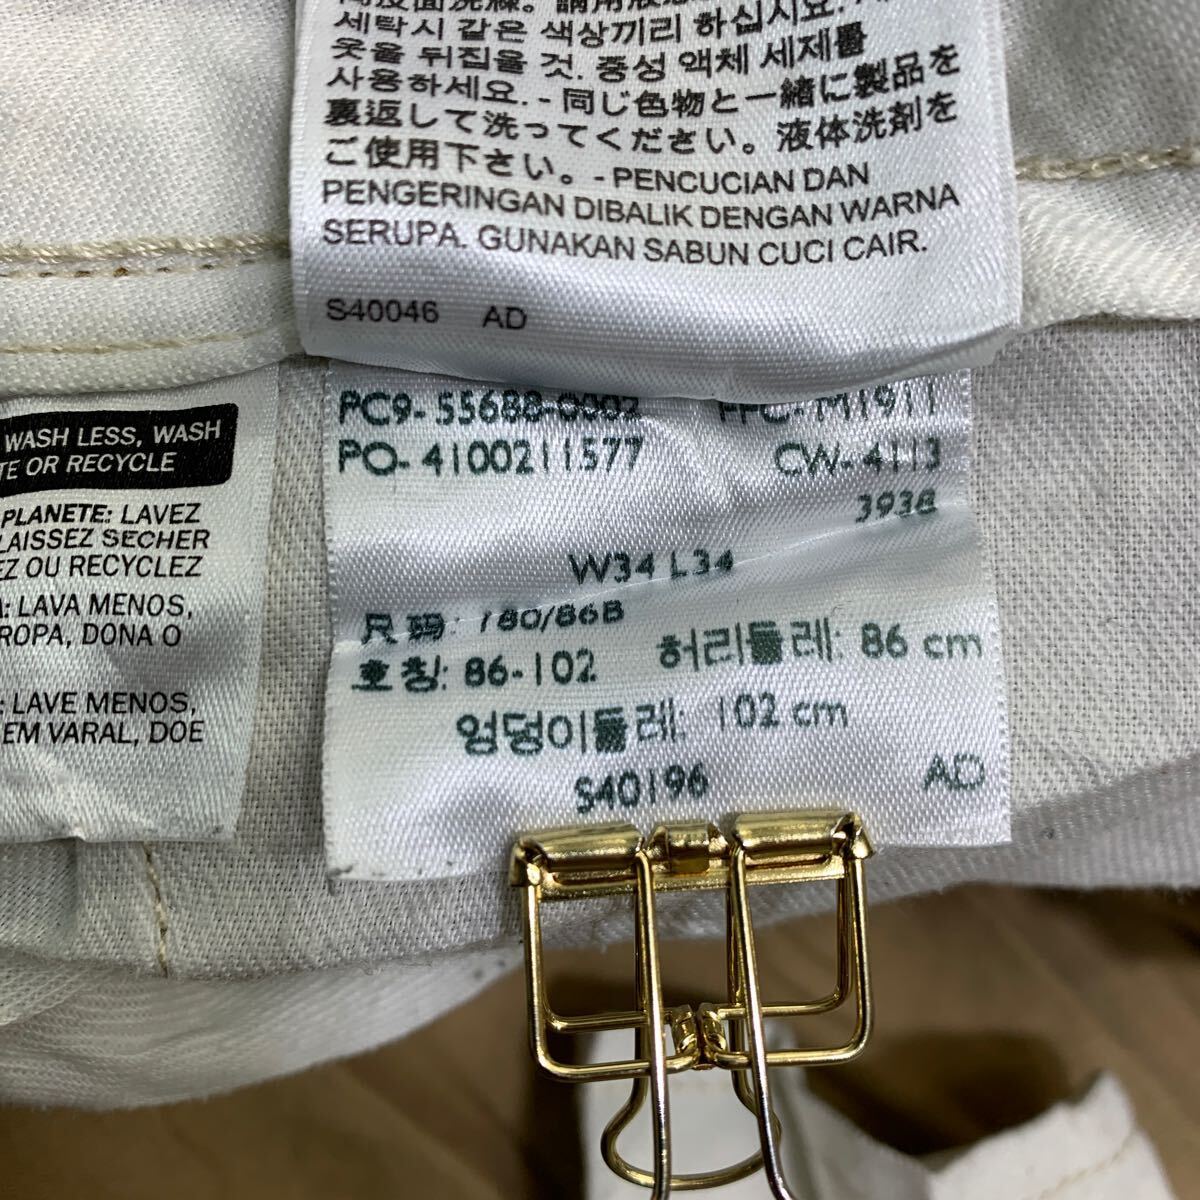 세탁시 같은 색상끼리 하십시요.
옷을 뒤집을 것. 중성 액체 세제를
사용하세요. - 同じ色物と一緒に製品を
裏返して洗ってください。液体洗剤を
ご使用下さい。- PENCUCIAN DAN
PENGERINGAN DIBALIK DENGAN WARNA
SERUPA. GUNAKAN SABUN CUCI CAIR.
S40046 AD
WASH LESS, WASH
TE OR RECYCLE
PLANETE: LAVEZ
LAISSEZ SECHER
EZ OU RECYCLEZ
: LAVA MENOS,
ROPA, DONA O
: LAVE MENOS,
EM VARAL, DOE
PC9-55688-0002 FFC-M1911
PO-4100211577 CW-4113
3938
W34 L34
尺码: 180/86B
호칭: 86-102 허리둘레: 86 cm
엉덩이둘레: 102 cm
S40196 AD